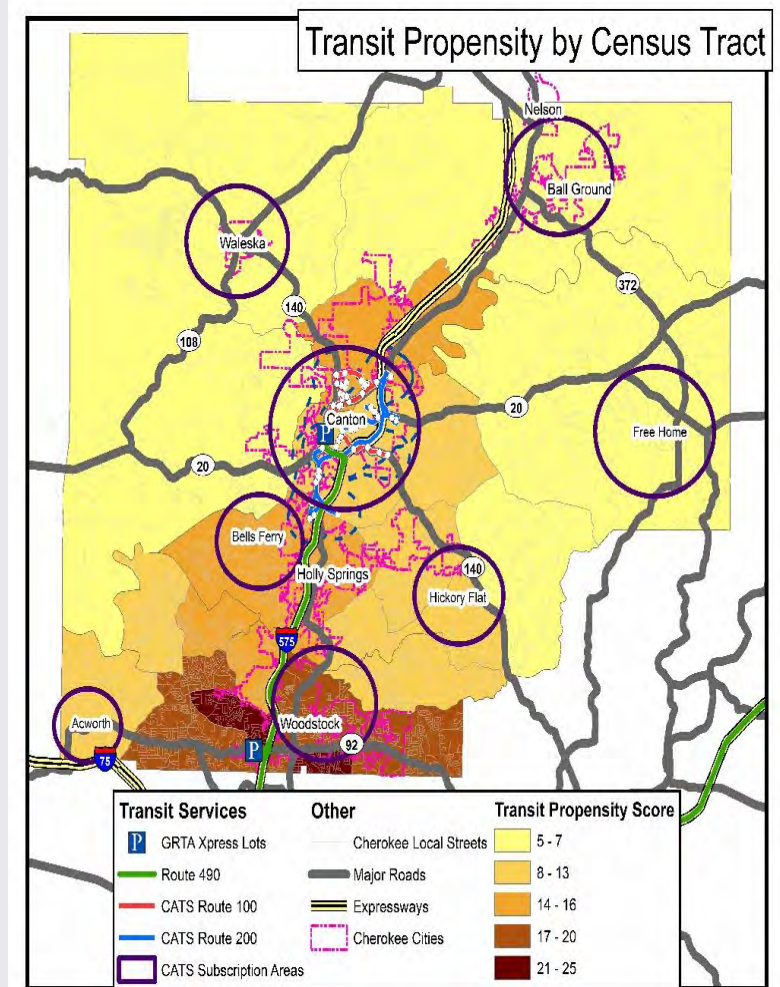 Transit Propensity by Census Tract
Nelson
Ball Ground
Waleska
372
140
108
20
Canton
P
Free Home
20
Bells Ferry
Holly Springs
140
Hickory Flat
575
Acworth
Woodstock
92
P
75
Transit Services
P GRTA Xpress Lots
Route 490
CATS Route 100
CATS Route 200
CATS Subscription Areas
Other
Cherokee Local Streets
Major Roads
Expressways
Cherokee Cities
Transit Propensity Score
5 - 7
8 - 13
14 - 16
17 - 20
21 - 25